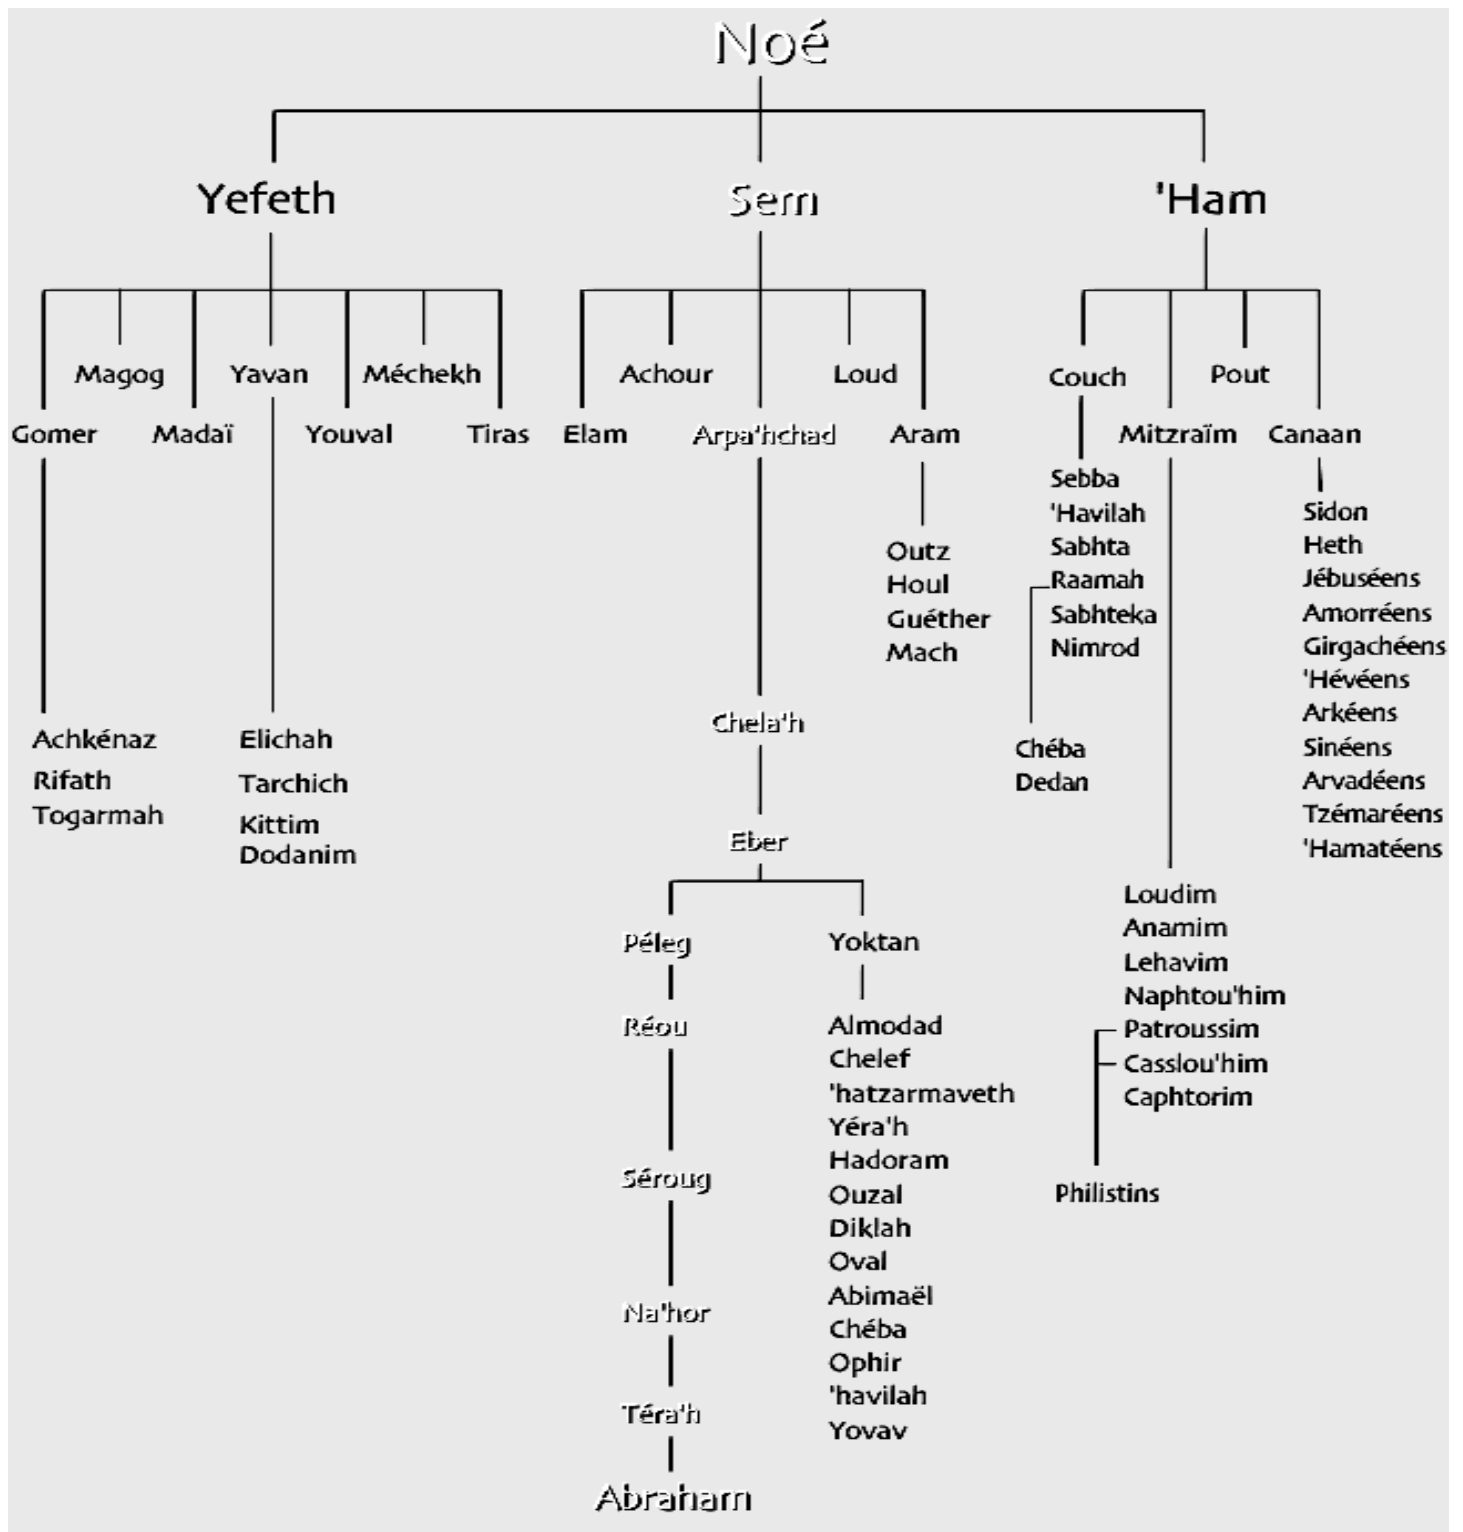 Noé
Yefeth
Sem
'Ham
Magog
Yavan
Méchekh
Achour
Loud
Couch
Pout
Gomer
Madaï
Youval
Tiras
Elam
Arpa'hchad
Aram
Mitzraïm
Canaan
Achkénaz
Rifath
Togarmah
Elichah
Tarchich
Kittim
Dodanim
Outz
Houl
Guéther
Mach
Chela'h
Eber
Péleg
Yoktan
Réou
Séroug
Na'hor
Téra'h
Abraham
Almodad
Chelef
'hatzarmaveth
Yéra'h
Hadoram
Ouzal
Diklah
Oval
Abimaël
Chéba
Ophir
'havilah
Yovav
Sebba
'Havilah
Sabhta
Raamah
Sabhteka
Nimrod
Chéba
Dedan
Loudim
Anamim
Lehavim
Naphtou'him
Patroussim
Casslou'him
Caphtorim
Philistins
Sidon
Heth
Jébuséens
Amorréens
Girgachéens
'Hévéens
Arkéens
Sinéens
Arvadéens
Tzémaréens
'Hamatéens